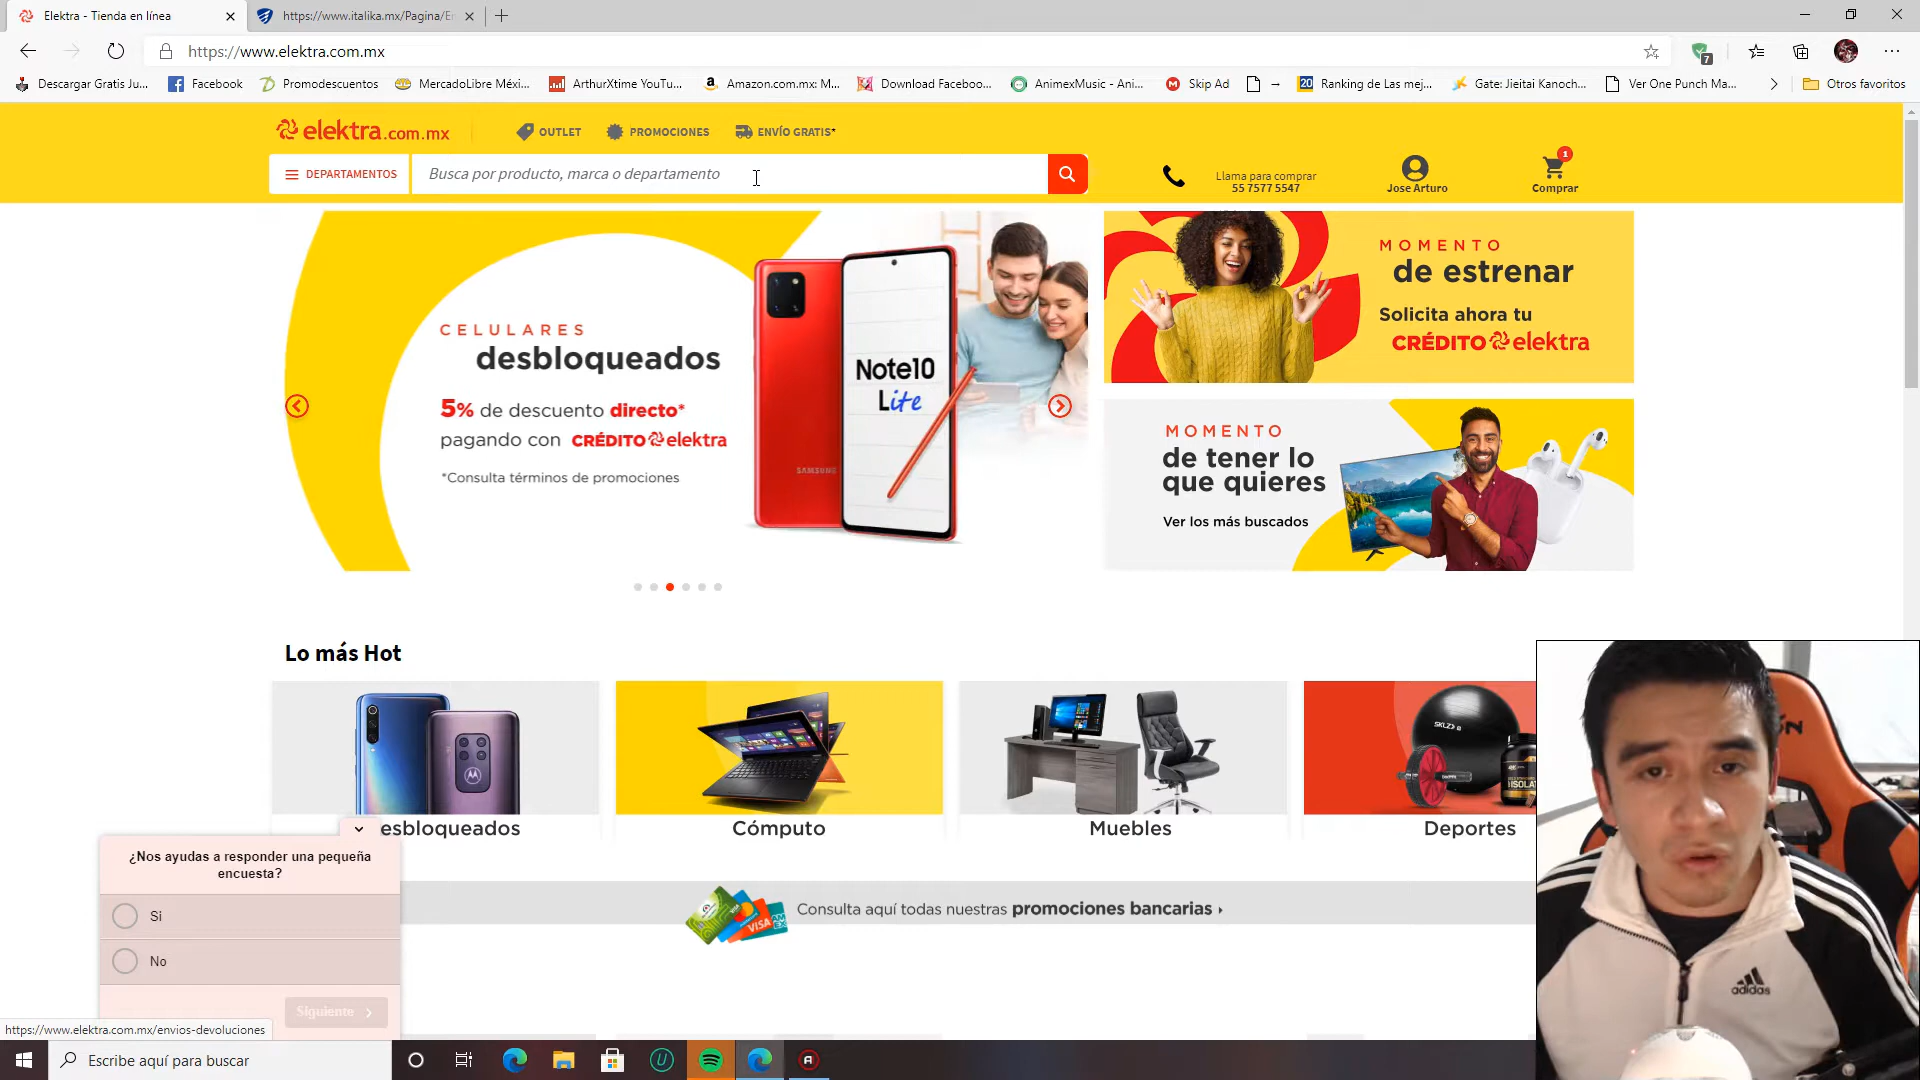 Elektra - Tienda en línea
https://www.italika.mx/Pagina/E
https://www.elektra.com.mx
7
Descargar Gratis Ju...
Facebook
Promodescuentos
MercadoLibre Méxi...
ArthurXtime YouTu...
Amazon.com.mx: M...
Download Faceboo...
AnimexMusic - Ani...
Skip Ad
→
Ranking de Las mej...
Gate: Jieitai Kanoch...
Ver One Punch Ma...
Otros favoritos
elektra.com.mx
OUTLET
PROMOCIONES
ENVÍO GRATIS*
DEPARTAMENTOS
Busca por producto, marca o departamento
Llama para comprar
55 7577 5547
Jose Arturo
1
Comprar
CELULARES
desbloqueados
5% de descuento directo*
pagando con CRÉDITO elektra
*Consulta términos de promociones
SAMSUNG
Note10
Lite
MOMENTO
de estrenar
Solicita ahora tu
CRÉDITO elektra
MOMENTO
de tener lo
que quieres
Ver los más buscados
Lo más Hot
SKLZ
ISOLAT
esbloqueados
Cómputo
Muebles
Deportes
¿Nos ayudas a responder una pequeña
encuesta?
Si
No
Siguiente
VISA
Consulta aquí todas nuestras promociones bancarias
https://www.elektra.com.mx/envios-devoluciones
Escribe aquí para buscar
adidas